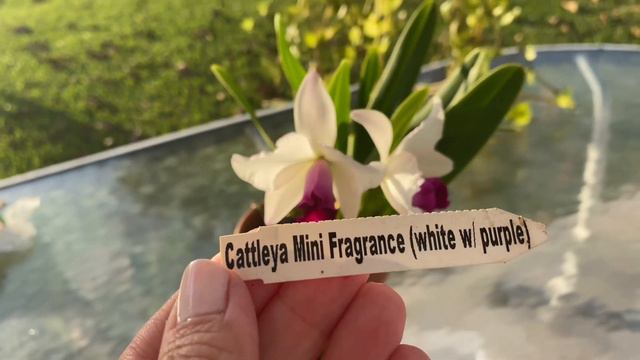 Cattleya Mini Fragrance (white w/ purple)